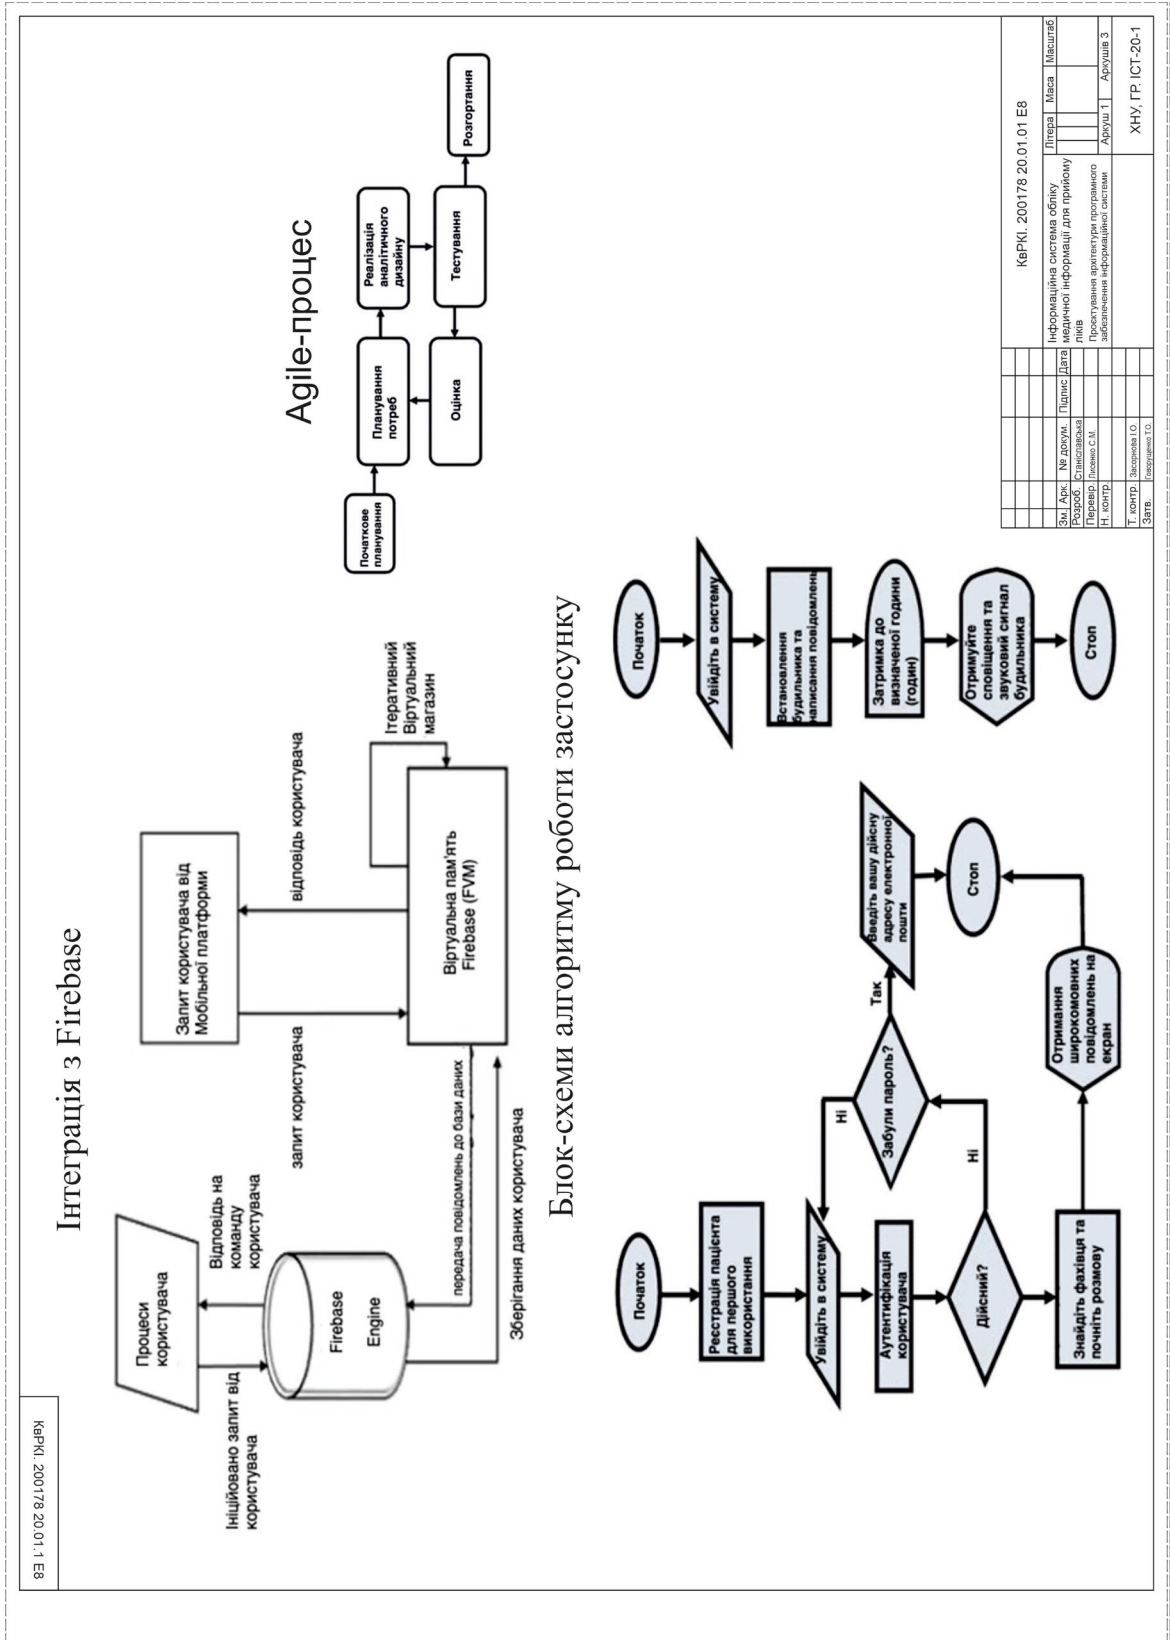 КвРКІ. 200178 20.01.1 Е8
Інтеграція з Firebase
Процеси
користувача
Ініційовано запит від
користувача
Відповідь на
команду
користувача
Firebase
Engine
передача повідомлень до бази даних
Зберігання даних користувача
Запит користувача від
Мобільної платформи
запит користувача
відповідь користувача
Віртуальна пам'ять
Firebase (FVM)
Ітеративний
Віртуальний
магазин
Agile-процес
Початкове
планування
Планування
потреб
Реалізація
аналітичного
дизайну
Оцінка
Тестування
Розгортання
Блок-схеми алгоритму роботи застосунку
Початок
Реєстрація пацієнта
для першого
використання
Увійдіть в систему
Аутентифікація
користувача
Дійсний?
Ні
Знайдіть фахівця та
почніть розмову
Забули пароль?
Ні
Так
Введіть вашу дійсну
адресу електронної
пошти
Стоп
Отримання
широкомовних
повідомлень на
екран
Початок
Увійдіть в систему
Встановлення
будильника та
написання повідомлень
Затримка до
визначеної години
(годин)
Отримуйте
сповіщення та
звуковий сигнал
будильника
Стоп
КвРКІ. 200178 20.01.01 Е8
Зм. Арк. № докум. Підпис Дата
Розроб. Станіславська
Перевір. Лисенко С.М.
Н. контр.
Т. контр. Засорнова І.О.
Затв. Говорущенко Т.О.
Інформаційна система обліку
медичної інформації для прийому
ліків
Проєктування архітектури програмного
забезпечення інформаційної системи
Літера Маса Масштаб
Аркуш 1 Аркушів 3
ХНУ, ГР. ІСТ-20-1